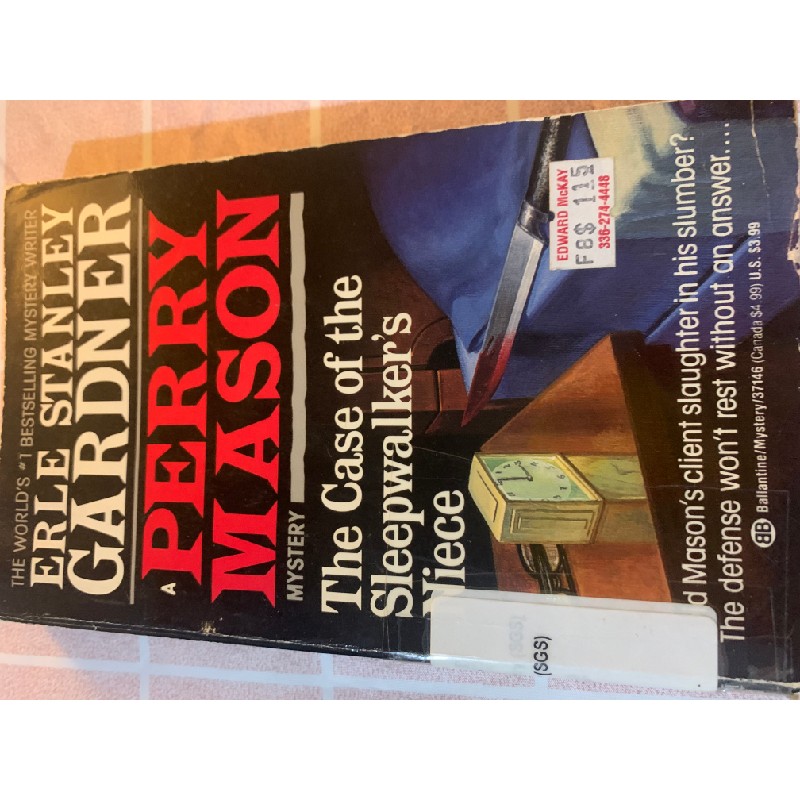 THE WORLD'S #1 BESTSELLING MYSTERY WRITER
ERLE STANLEY
GARDNER
A PERRY
MASON
MYSTERY
The Case of the
Sleepwalker's
Niece
EDWARD McKAY
F8$ 115
336-274-4448
d Mason's client slaughter in his slumber?
The defense won't rest without an answer....
BB Ballantine/Mystery/37146 (Canada $4.99) U.S. $3.99
(SGS)